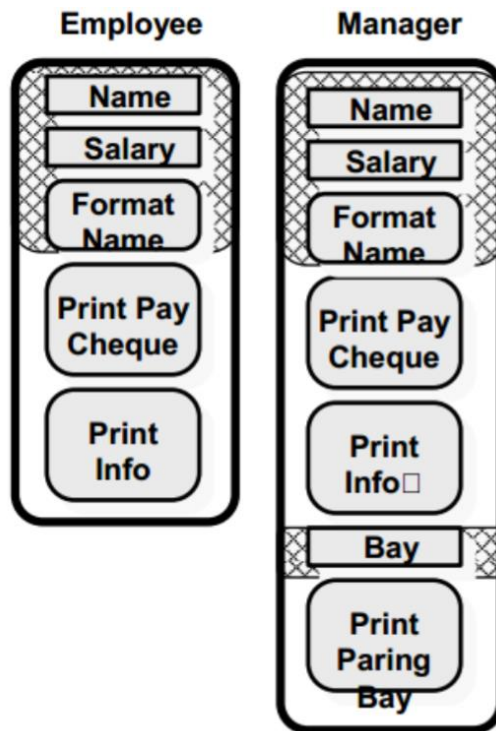 Employee
Name
Salary
Format
Name
Print Pay
Cheque
Print
Info
Manager
Name
Salary
Format
Name
Print Pay
Cheque
Print
Info□
Bay
Print
Paring
Bay